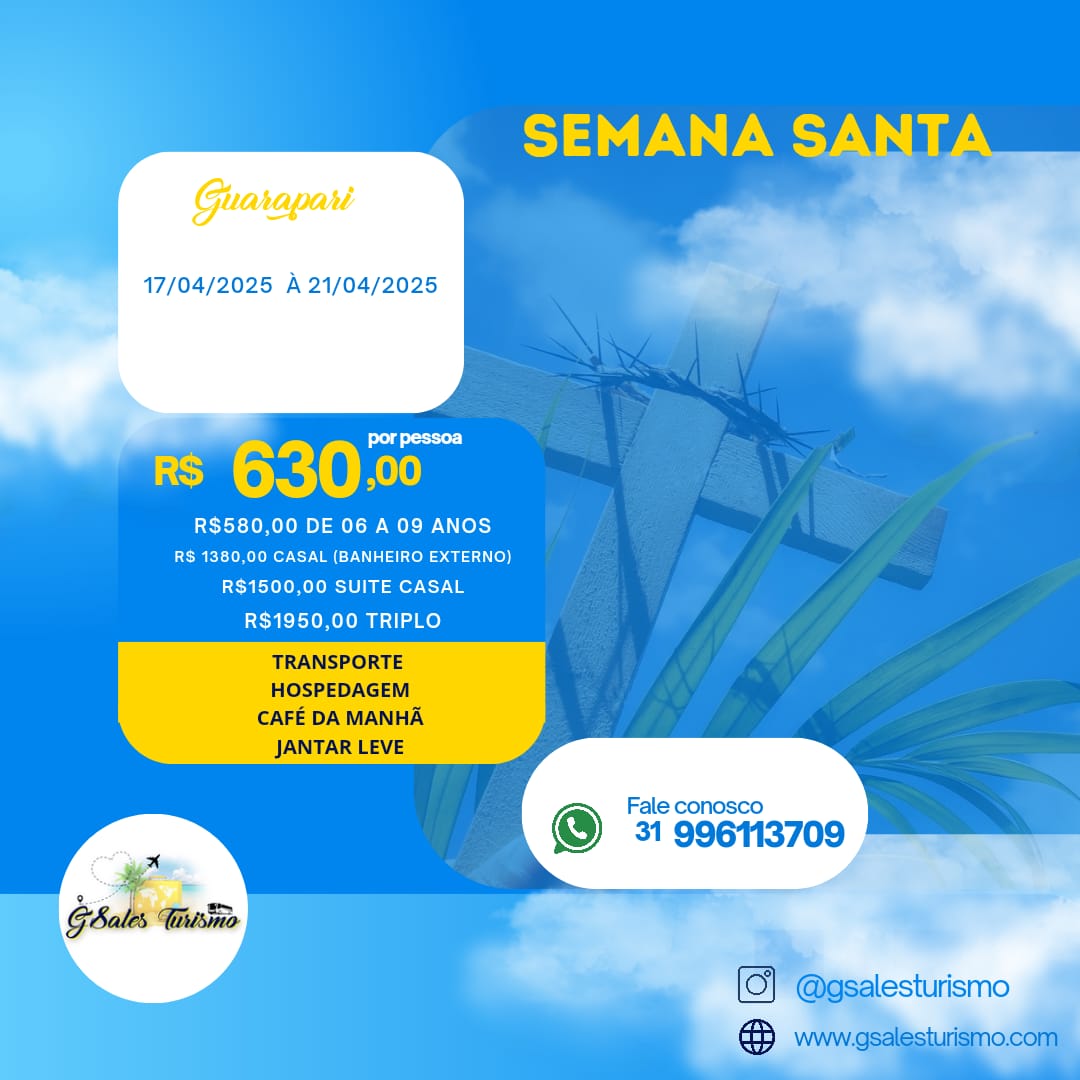 SEMANA SANTA
Guarapari
17/04/2025 À 21/04/2025
por pessoa
R$ 630,00
R$580,00 DE 06 A 09 ANOS
R$ 1380,00 CASAL (BANHEIRO EXTERNO)
R$1500,00 SUITE CASAL
R$1950,00 TRIPLO
TRANSPORTE
HOSPEDAGEM
CAFÉ DA MANHÃ
JANTAR LEVE
Fale conosco
31 996113709
GSales Turismo
@gsalesturismo
www.gsalesturismo.com